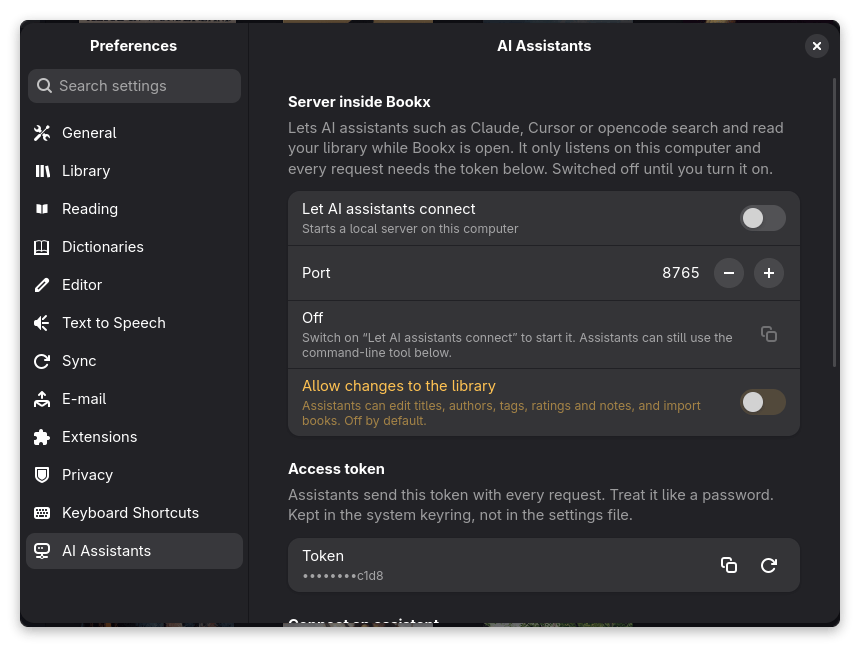 Preferences
AI Assistants
Search settings
General
Library
Reading
Dictionaries
Editor
Text to Speech
Sync
E-mail
Extensions
Privacy
Keyboard Shortcuts
AI Assistants
Server inside Bookx
Lets AI assistants such as Claude, Cursor or opencode search and read
your library while Bookx is open. It only listens on this computer and
every request needs the token below. Switched off until you turn it on.
Let AI assistants connect
Starts a local server on this computer
Port 8765
Off
Switch on “Let AI assistants connect” to start it. Assistants can still use the
command-line tool below.
Allow changes to the library
Assistants can edit titles, authors, tags, ratings and notes, and import
books. Off by default.
Access token
Assistants send this token with every request. Treat it like a password.
Kept in the system keyring, not in the settings file.
Token
••••••••c1d8
Connect an assistant